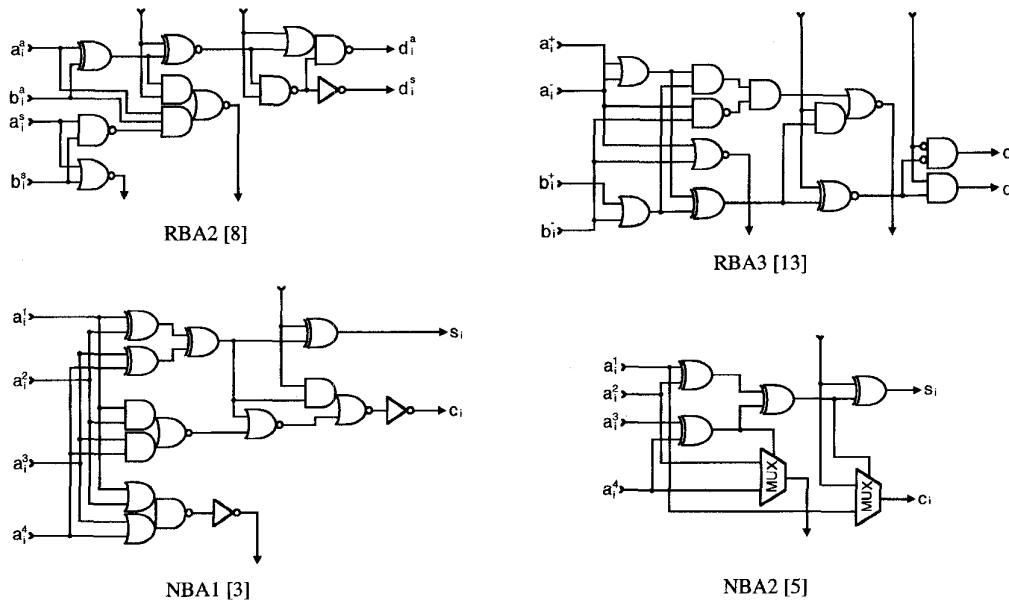 a_i^a
b_i^a
a_i^s
b_i^s
d_i^a
d_i^s
RBA2 [8]
a_i^+
a_i^-
b_i^+
b_i^-
c
d
RBA3 [13]
a_i^1
a_i^2
a_i^3
a_i^4
s_i
c_i
NBA1 [3]
a_i^1
a_i^2
a_i^3
a_i^4
MUX
MUX
s_i
c_i
NBA2 [5]